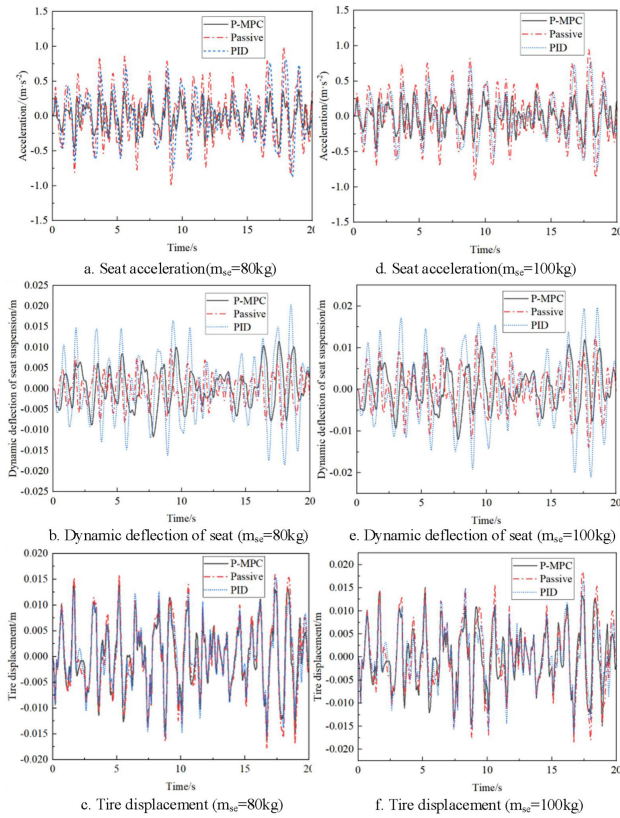 P-MPC
Passive
PID
Acceleration/(m·s⁻²)
1.5
1.0
0.5
0.0
-0.5
-1.0
-1.5
0 5 10 15 20
Time/s
a. Seat acceleration(mse=80kg)
P-MPC
Passive
PID
Acceleration/(m·s⁻²)
1.5
1.0
0.5
0.0
-0.5
-1.0
-1.5
0 5 10 15 20
Time/s
d. Seat acceleration(mse=100kg)
P-MPC
Passive
PID
Dynamic deflection of seat suspension/m
0.025
0.020
0.015
0.010
0.005
0.000
-0.005
-0.010
-0.015
-0.020
-0.025
0 5 10 15 20
Time/s
b. Dynamic deflection of seat (mse=80kg)
P-MPC
Passive
PID
Dynamic deflection of seat suspension/m
0.02
0.01
0.00
-0.01
-0.02
0 5 10 15 20
Time/s
e. Dynamic deflection of seat (mse=100kg)
P-MPC
Passive
PID
Tire displacement/m
0.020
0.015
0.010
0.005
0.000
-0.005
-0.010
-0.015
-0.020
0 5 10 15 20
Time/s
c. Tire displacement (mse=80kg)
P-MPC
Passive
PID
Tire displacement/m
0.020
0.015
0.010
0.005
0.000
-0.005
-0.010
-0.015
-0.020
0 5 10 15 20
Time/s
f. Tire displacement (mse=100kg)